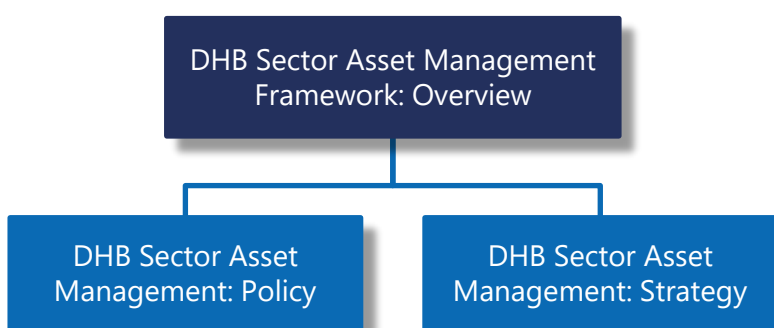 DHB Sector Asset Management
Framework: Overview
DHB Sector Asset
Management: Policy
DHB Sector Asset
Management: Strategy